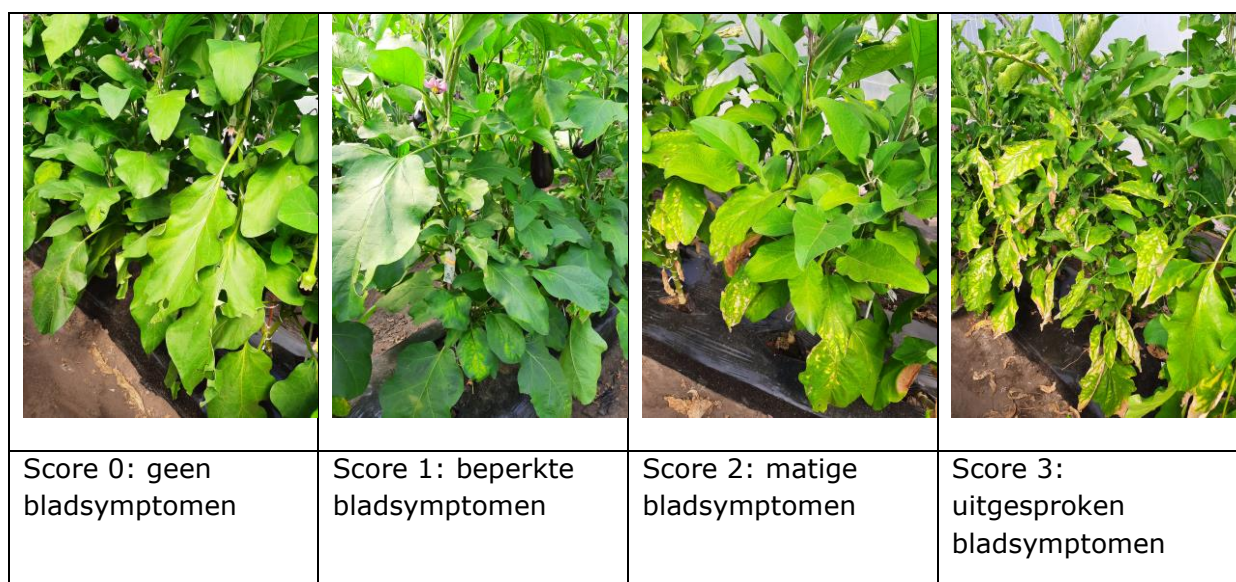 Score 0: geen
bladsymptomen
Score 1: beperkte
bladsymptomen
Score 2: matige
bladsymptomen
Score 3:
uitgesproken
bladsymptomen